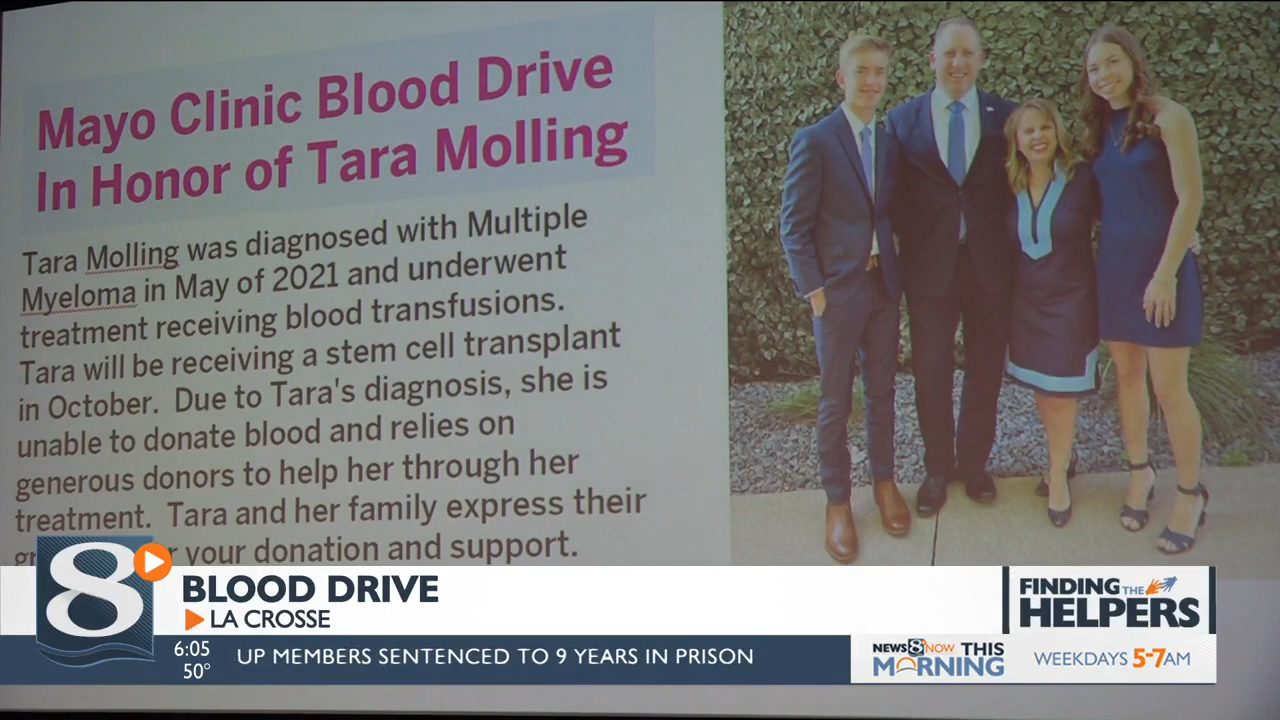 Mayo Clinic Blood Drive
In Honor of Tara Molling
Tara Molling was diagnosed with Multiple
Myeloma in May of 2021 and underwent
treatment receiving blood transfusions.
Tara will be receiving a stem cell transplant
in October. Due to Tara's diagnosis, she is
unable to donate blood and relies on
generous donors to help her through her
treatment. Tara and her family express their
your donation and support.
8
BLOOD DRIVE
LA CROSSE
FINDING THE
HELPERS
6:05
50°
UP MEMBERS SENTENCED TO 9 YEARS IN PRISON
NEWS 8 NOW THIS
MORNING
WEEKDAYS 5-7AM